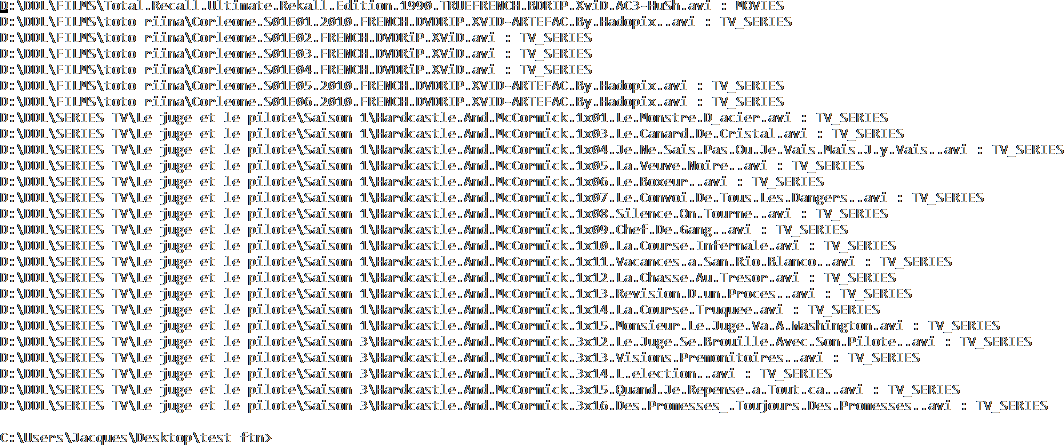 D:\DDL\FILMS\Total.Recall.Ultimate.Rekall.Edition.1990.TRUEFRENCH.BDRIP.XviD.AC3-HuSh.avi : MOVIES
D:\DDL\FILMS\toto riina\Corleone.S01E01.2010.FRENCH.DVDRIP.XVID-ARTEFAC.By.Hadopix..avi : TV_SERIES
D:\DDL\FILMS\toto riina\Corleone.S01E02.FRENCH.DVDRiP.XViD.avi : TV_SERIES
D:\DDL\FILMS\toto riina\Corleone.S01E03.FRENCH.DVDRiP.XViD.avi : TV_SERIES
D:\DDL\FILMS\toto riina\Corleone.S01E04.FRENCH.DVDRiP.XViD.avi : TV_SERIES
D:\DDL\FILMS\toto riina\Corleone.S01E05.2010.FRENCH.DVDRIP.XVID-ARTEFAC.By.Hadopix.avi : TV_SERIES
D:\DDL\FILMS\toto riina\Corleone.S01E06.2010.FRENCH.DVDRIP.XVID-ARTEFAC.By.Hadopix.avi : TV_SERIES
D:\DDL\SERIES TV\Le juge et le pilote\Saison 1\Hardcastle.And.McCormick.1x01.Le.Monstre.D_acier.avi : TV_SERIES
D:\DDL\SERIES TV\Le juge et le pilote\Saison 1\Hardcastle.And.McCormick.1x03.Le.Canard.De.Cristal.avi : TV_SERIES
D:\DDL\SERIES TV\Le juge et le pilote\Saison 1\Hardcastle.And.McCormick.1x04.Je.Ne.Sais.Pas.Ou.Je.Vais.Mais.J.y.Vais..avi : TV_SERIES
D:\DDL\SERIES TV\Le juge et le pilote\Saison 1\Hardcastle.And.McCormick.1x05.La.Veuve.Noire..avi : TV_SERIES
D:\DDL\SERIES TV\Le juge et le pilote\Saison 1\Hardcastle.And.McCormick.1x06.Le.Boxeur..avi : TV_SERIES
D:\DDL\SERIES TV\Le juge et le pilote\Saison 1\Hardcastle.And.McCormick.1x07.Le.Convoi.De.Tous.Les.Dangers..avi : TV_SERIES
D:\DDL\SERIES TV\Le juge et le pilote\Saison 1\Hardcastle.And.McCormick.1x08.Silence.On.Tourne..avi : TV_SERIES
D:\DDL\SERIES TV\Le juge et le pilote\Saison 1\Hardcastle.And.McCormick.1x09.Chef.De.Gang..avi : TV_SERIES
D:\DDL\SERIES TV\Le juge et le pilote\Saison 1\Hardcastle.And.McCormick.1x10.La.Course.Infernale.avi : TV_SERIES
D:\DDL\SERIES TV\Le juge et le pilote\Saison 1\Hardcastle.And.McCormick.1x11.Vacances.a.San.Rio.Blanco..avi : TV_SERIES
D:\DDL\SERIES TV\Le juge et le pilote\Saison 1\Hardcastle.And.McCormick.1x12.La.Chasse.Au.Tresor.avi : TV_SERIES
D:\DDL\SERIES TV\Le juge et le pilote\Saison 1\Hardcastle.And.McCormick.1x13.Revision.D.un.Proces..avi : TV_SERIES
D:\DDL\SERIES TV\Le juge et le pilote\Saison 1\Hardcastle.And.McCormick.1x14.La.Course.Truquee.avi : TV_SERIES
D:\DDL\SERIES TV\Le juge et le pilote\Saison 1\Hardcastle.And.McCormick.1x15.Monsieur.Le.Juge.Va.A.Washington.avi : TV_SERIES
D:\DDL\SERIES TV\Le juge et le pilote\Saison 3\Hardcastle.And.McCormick.3x12.Le.Juge.Se.Brouille.Avec.Son.Pilote..avi : TV_SERIES
D:\DDL\SERIES TV\Le juge et le pilote\Saison 3\Hardcastle.And.McCormick.3x13.Visions.Premonitoires..avi : TV_SERIES
D:\DDL\SERIES TV\Le juge et le pilote\Saison 3\Hardcastle.And.McCormick.3x14.L.election..avi : TV_SERIES
D:\DDL\SERIES TV\Le juge et le pilote\Saison 3\Hardcastle.And.McCormick.3x15.Quand.Je.Repense.a.Tout.ca..avi : TV_SERIES
D:\DDL\SERIES TV\Le juge et le pilote\Saison 3\Hardcastle.And.McCormick.3x16.Des.Promesses_.Tourjours.Des.Promesses..avi : TV_SERIES
C:\Users\Jacques\Desktop\test ftn>